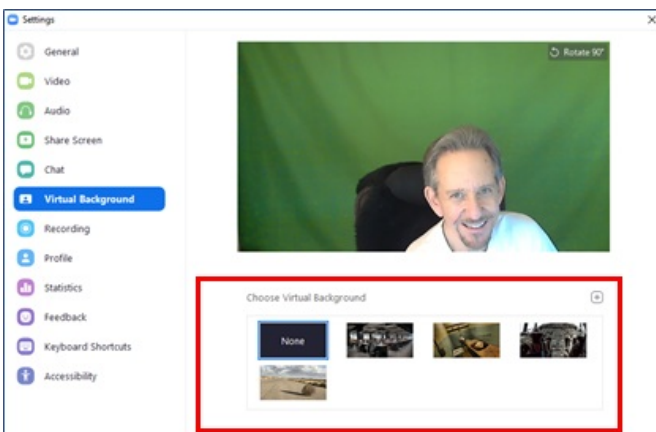 Settings
General
Rotate 90°
Video
Audio
Share Screen
Chat
Virtual Background
Recording
Profile
Statistics
Choose Virtual Background
Feedback
None
Keyboard Shortcuts
Accessibility